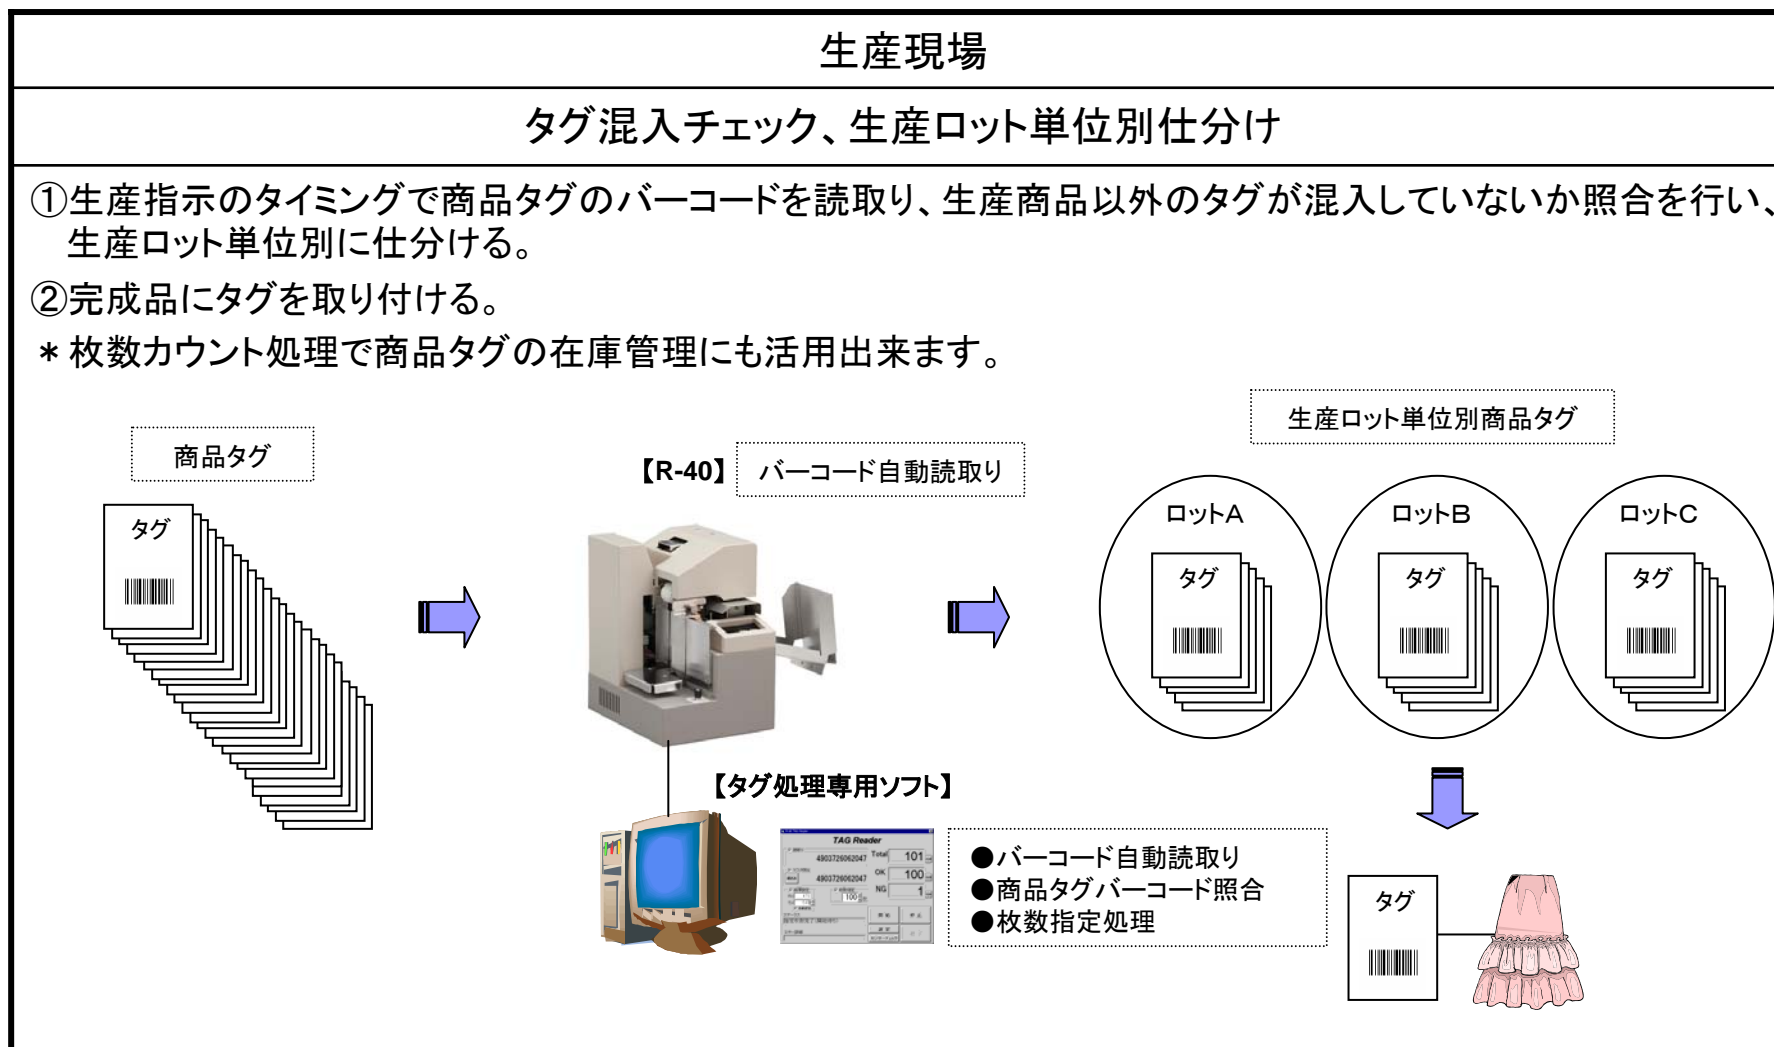 生産現場
タグ混入チェック、生産ロット単位別仕分け
①生産指示のタイミングで商品タグのバーコードを読取り、生産商品以外のタグが混入していないか照合を行い、
生産ロット単位別に仕分ける。
②完成品にタグを取り付ける。
＊枚数カウント処理で商品タグの在庫管理にも活用出来ます。
商品タグ
【R-40】 バーコード自動読取り
生産ロット単位別商品タグ
タグ
ロットA
ロットB
ロットC
タグ
タグ
タグ
【タグ処理専用ソフト】
TAG Reader
4903726062047 Total 101
4903726062047 OK 100
NG 1
100
●バーコード自動読取り
●商品タグバーコード照合
●枚数指定処理
タグ